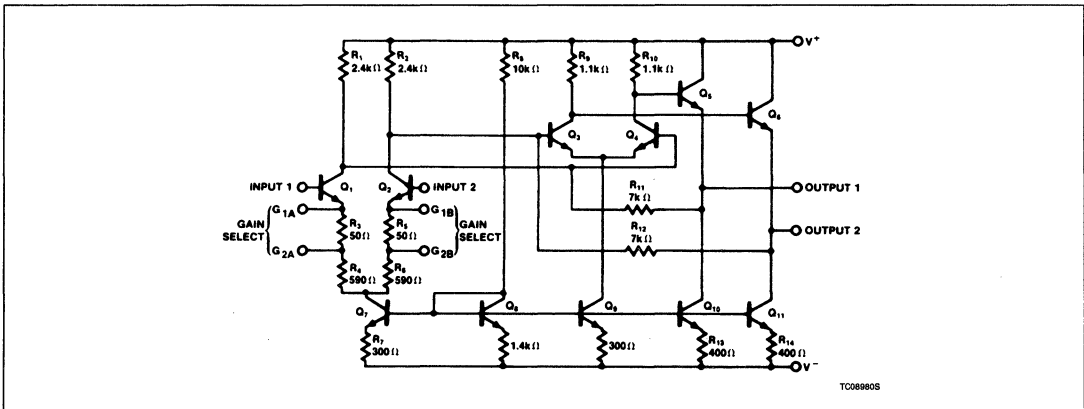 V+
R1
2.4kΩ
R2
2.4kΩ
R8
10kΩ
R9
1.1kΩ
R10
1.1kΩ
Q5
Q6
Q3
Q4
INPUT 1
Q1
Q2
INPUT 2
R11
7kΩ
OUTPUT 1
G1A
G1B
GAIN
SELECT
R3
50Ω
R5
50Ω
GAIN
SELECT
R12
7kΩ
OUTPUT 2
G2A
G2B
R4
590Ω
R6
590Ω
Q7
Q8
Q9
Q10
Q11
R7
300Ω
1.4kΩ
300Ω
R13
400Ω
R14
400Ω
V−
TC08980S